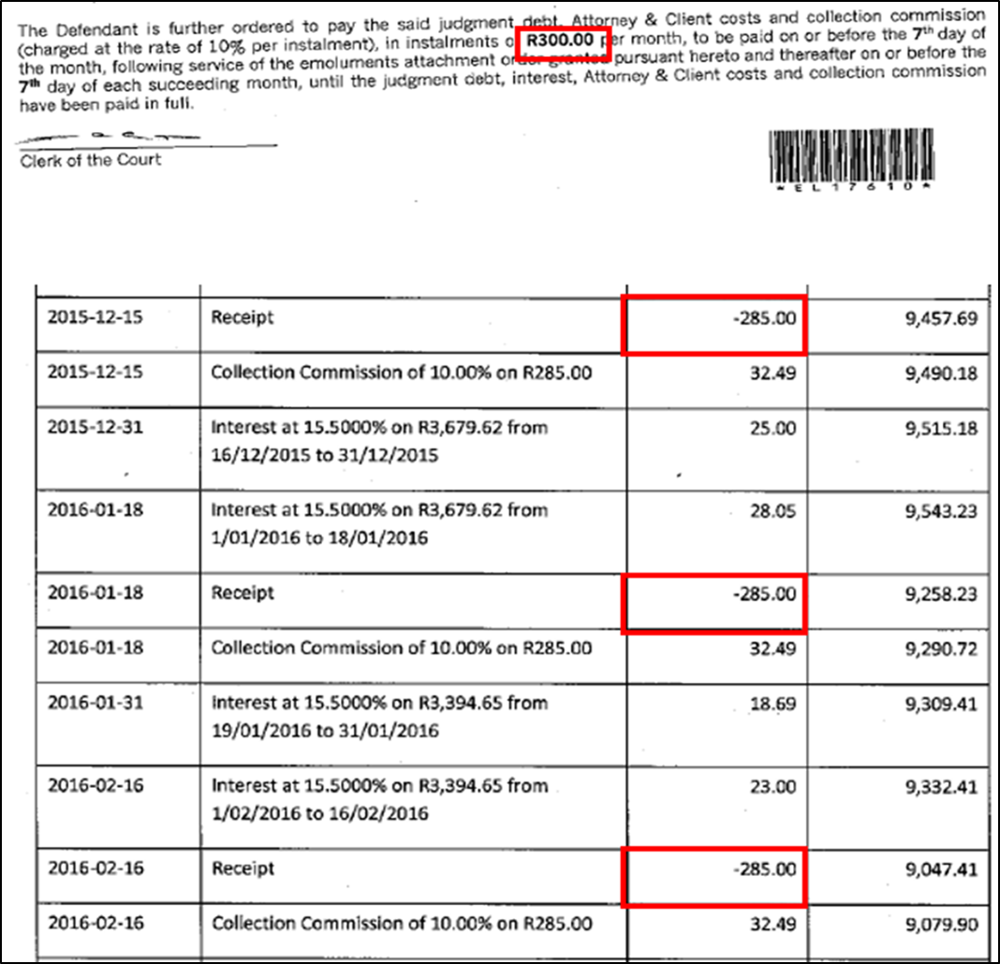 The Defendant is further ordered to pay the said judgment debt, Attorney & Client costs and collection commission
(charged at the rate of 10% per instalment), in instalments o R300.00 per month, to be paid on or before the 7th day of
the month, following service of the emoluments attachment order granted pursuant hereto and thereafter on or before the
7th day of each succeeding month, until the judgment debt, interest, Attorney & Client costs and collection commission
have been paid in full.
Clerk of the Court
*EL17610*
2015-12-15 Receipt -285.00 9,457.69
2015-12-15 Collection Commission of 10.00% on R285.00 32.49 9,490.18
2015-12-31 Interest at 15.5000% on R3,679.62 from 25.00 9,515.18
16/12/2015 to 31/12/2015
2016-01-18 Interest at 15.5000% on R3,679.62 from 28.05 9,543.23
1/01/2016 to 18/01/2016
2016-01-18 Receipt -285.00 9,258.23
2016-01-18 Collection Commission of 10.00% on R285.00 32.49 9,290.72
2016-01-31 Interest at 15.5000% on R3,394.65 from 18.69 9,309.41
19/01/2016 to 31/01/2016
2016-02-16 Interest at 15.5000% on R3,394.65 from 23.00 9,332.41
1/02/2016 to 16/02/2016
2016-02-16 Receipt -285.00 9,047.41
2016-02-16 Collection Commission of 10.00% on R285.00 32.49 9,079.90